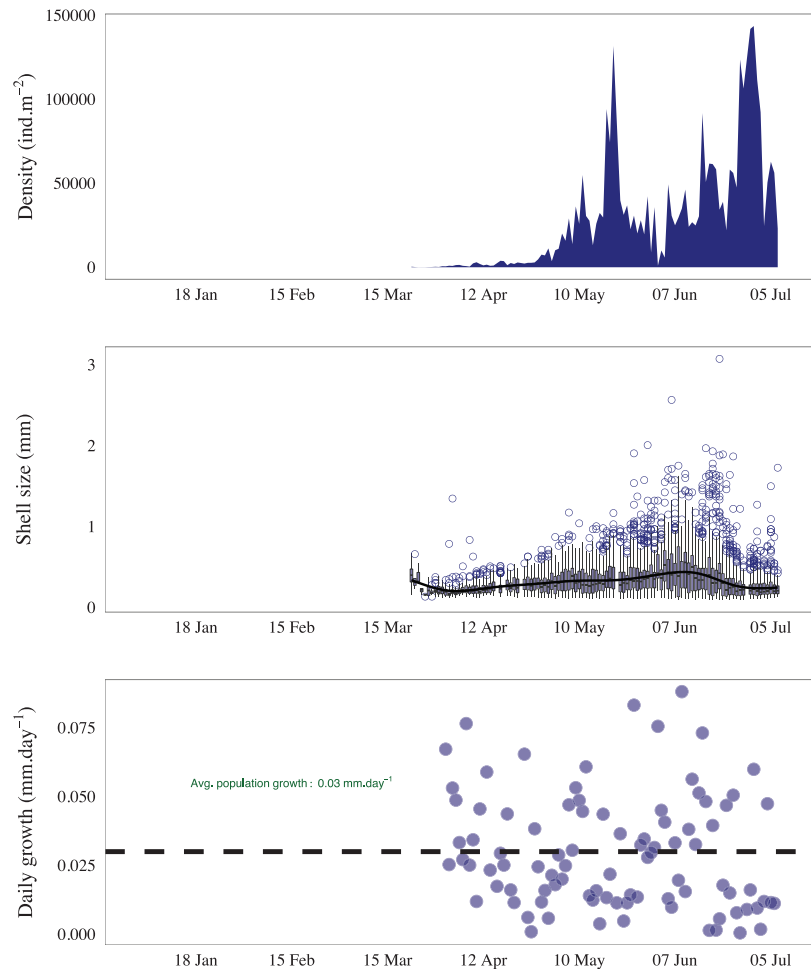 150000
100000
50000
0
Density (ind.m⁻²)
18 Jan 15 Feb 15 Mar 12 Apr 10 May 07 Jun 05 Jul
3
2
1
0
Shell size (mm)
18 Jan 15 Feb 15 Mar 12 Apr 10 May 07 Jun 05 Jul
0.075
0.050
0.025
0.000
Daily growth (mm.day⁻¹)
Avg. population growth : 0.03 mm.day⁻¹
18 Jan 15 Feb 15 Mar 12 Apr 10 May 07 Jun 05 Jul